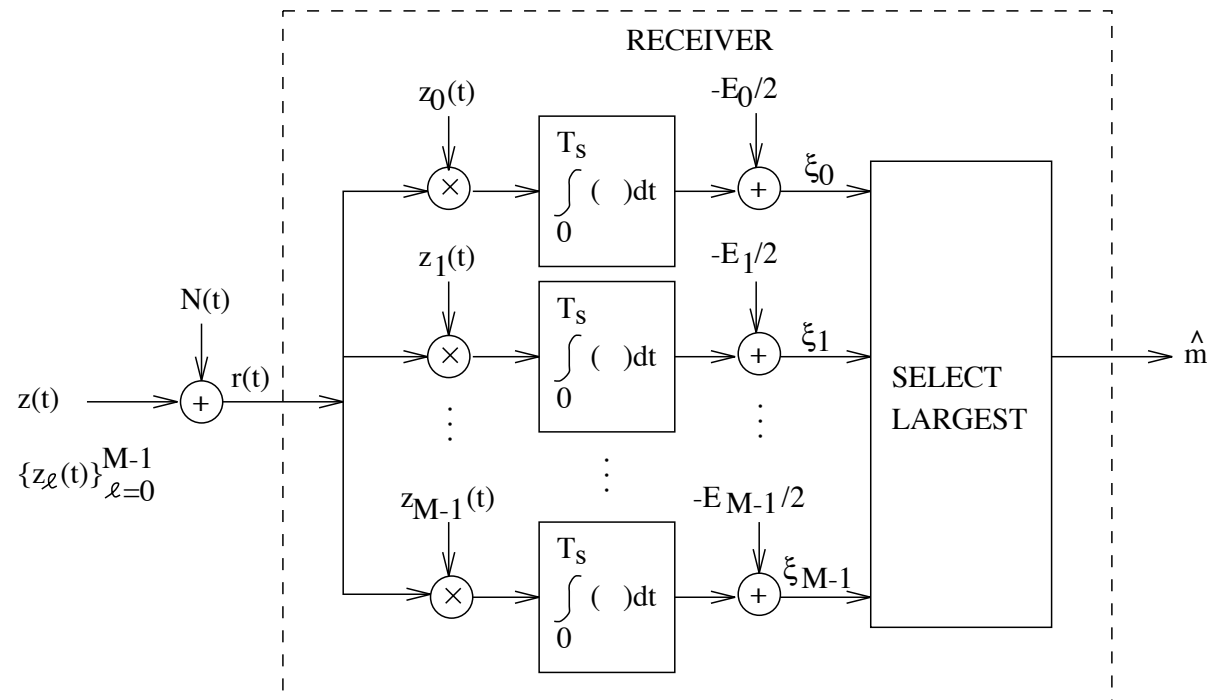 RECEIVER
z0(t)
-E0/2
Ts
∫ ( )dt
0
×
+
ξ0
z1(t)
-E1/2
Ts
∫ ( )dt
0
×
+
ξ1
N(t)
z(t)
+
r(t)
{zℓ(t)}M-1ℓ=0
SELECT
LARGEST
m̂
zM-1(t)
-EM-1/2
Ts
∫ ( )dt
0
×
+
ξM-1